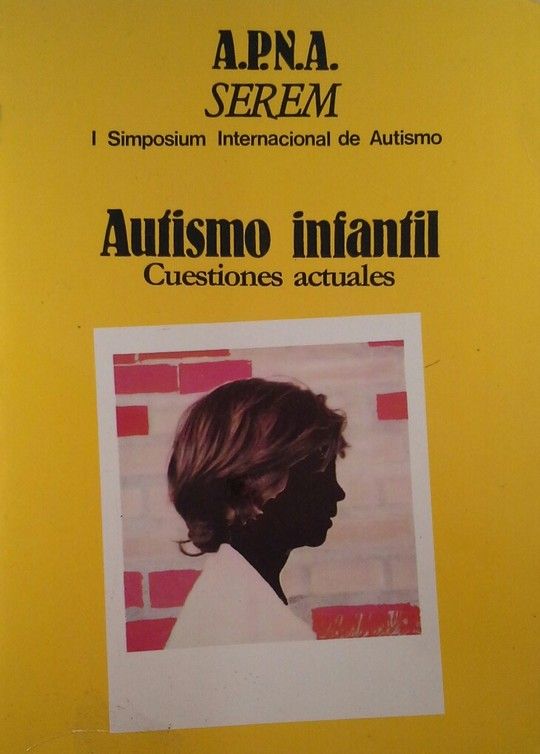 A.P.N.A.
SEREM
I Simposium Internacional de Autismo
Autismo infantil
Cuestiones actuales